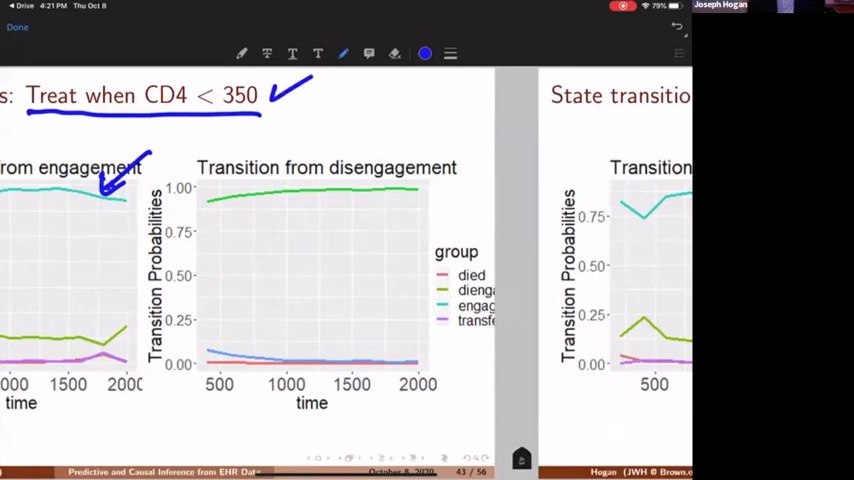 Drive 4:21 PM Thu Oct 8
79%
Joseph Hogan
Done
s: Treat when CD4 < 350
State transitio
from engagement
Transition from disengagement
Transition
Transition Probabilities
1.00
0.75
0.50
0.25
0.00
500 1000 1500 2000
time
group
died
dienga
engag
transfe
000 1500 2000
time
Transition Probabilities
0.75
0.50
0.25
0.00
500
Predictive and Causal Inference from EHR Data
October 8, 2020
43 / 56
Hogan (JWH @ Brown.e